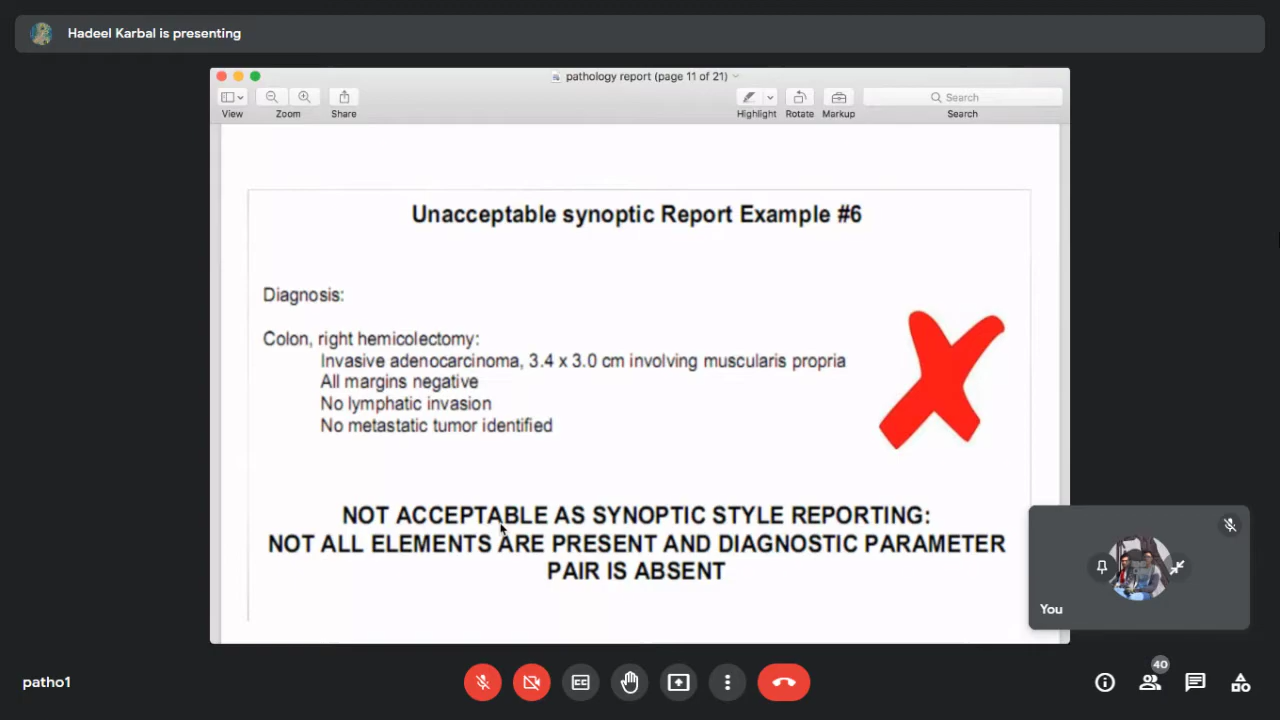 Hadeel Karbal is presenting
pathology report (page 11 of 21)
View
Zoom
Share
Highlight
Rotate
Markup
Search
Search
Unacceptable synoptic Report Example #6
Diagnosis:
Colon, right hemicolectomy:
Invasive adenocarcinoma, 3.4 x 3.0 cm involving muscularis propria
All margins negative
No lymphatic invasion
No metastatic tumor identified
NOT ACCEPTABLE AS SYNOPTIC STYLE REPORTING:
NOT ALL ELEMENTS ARE PRESENT AND DIAGNOSTIC PARAMETER
PAIR IS ABSENT
You
patho1
CC
40